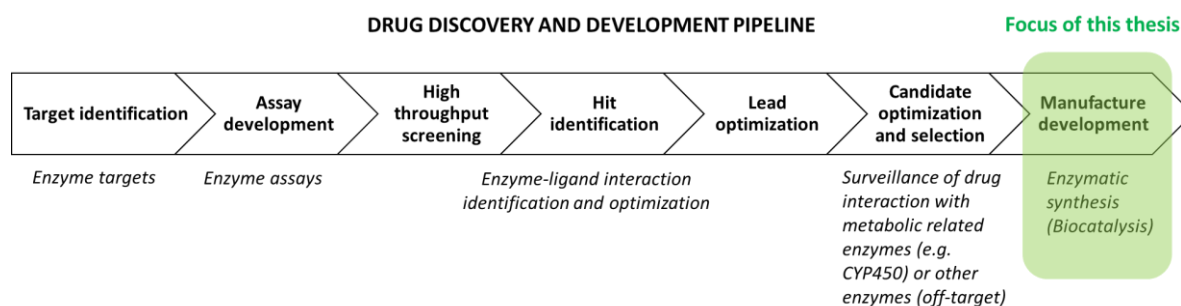 DRUG DISCOVERY AND DEVELOPMENT PIPELINE
Focus of this thesis
Target identification
Assay
development
High
throughput
screening
Hit
identification
Lead
optimization
Candidate
optimization
and selection
Manufacture
development
Enzyme targets
Enzyme assays
Enzyme-ligand interaction
identification and optimization
Surveillance of drug
interaction with
metabolic related
enzymes (e.g.
CYP450) or other
enzymes (off-target)
Enzymatic
synthesis
(Biocatalysis)